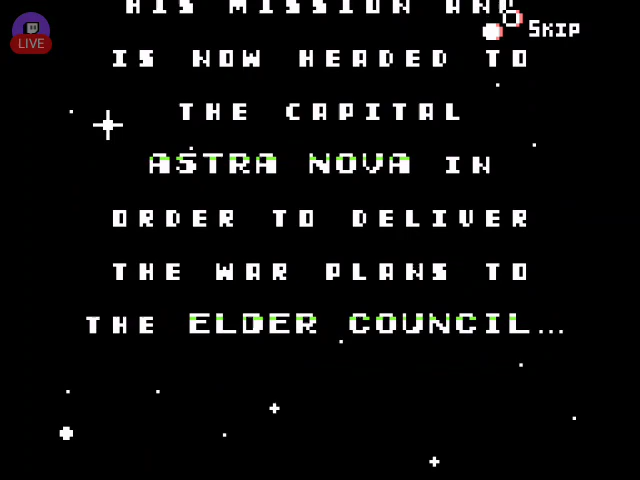 HIS MISSION AND
SKIP
LIVE
IS NOW HEADED TO
THE CAPITAL
ASTRA NOVA IN
ORDER TO DELIVER
THE WAR PLANS TO
THE ELDER COUNCIL...